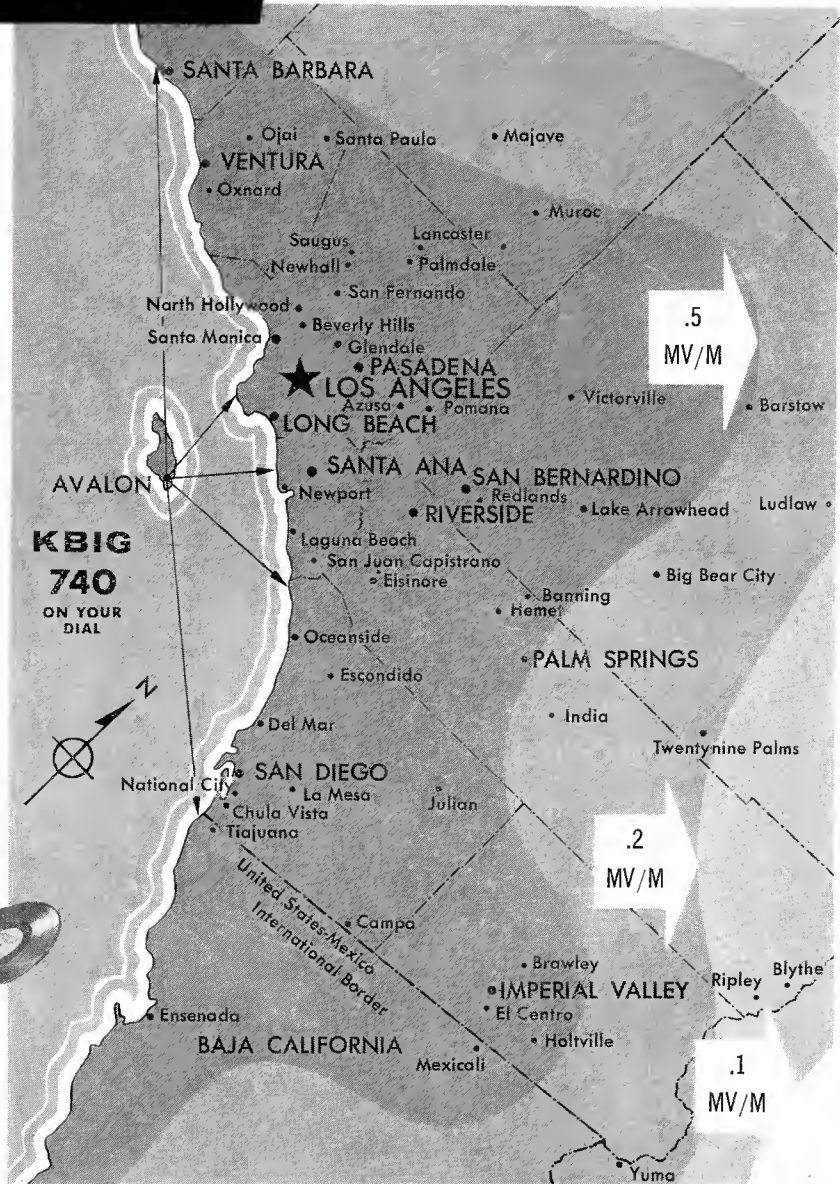 SANTA BARBARA
Ojai
Santa Paula
Majave
VENTURA
Oxnard
Muroc
Saugus
Lancaster
Newhall
Palmdale
San Fernando
North Hollywood
Beverly Hills
Santa Manica
Glendale
PASADENA
LOS ANGELES
.5
MV/M
Victorville
Barstow
Azusa
Pomana
LONG BEACH
SANTA ANA
SAN BERNARDINO
AVALON
Newport
Redlands
RIVERSIDE
Lake Arrowhead
Ludlaw
KBIG
740
ON YOUR
DIAL
Laguna Beach
San Juan Capistrano
Elsinore
Big Bear City
Banning
Hemet
Oceanside
PALM SPRINGS
Escondido
India
N
Del Mar
Twentynine Palms
SAN DIEGO
National City
La Mesa
Julian
Chula Vista
Tiajuana
.2
MV/M
United States-Mexico
International Border
Campa
Brawley
IMPERIAL VALLEY
Ripley
Blythe
El Centro
Ensenada
BAJA CALIFORNIA
Holtville
Mexicali
.1
MV/M
Yuma